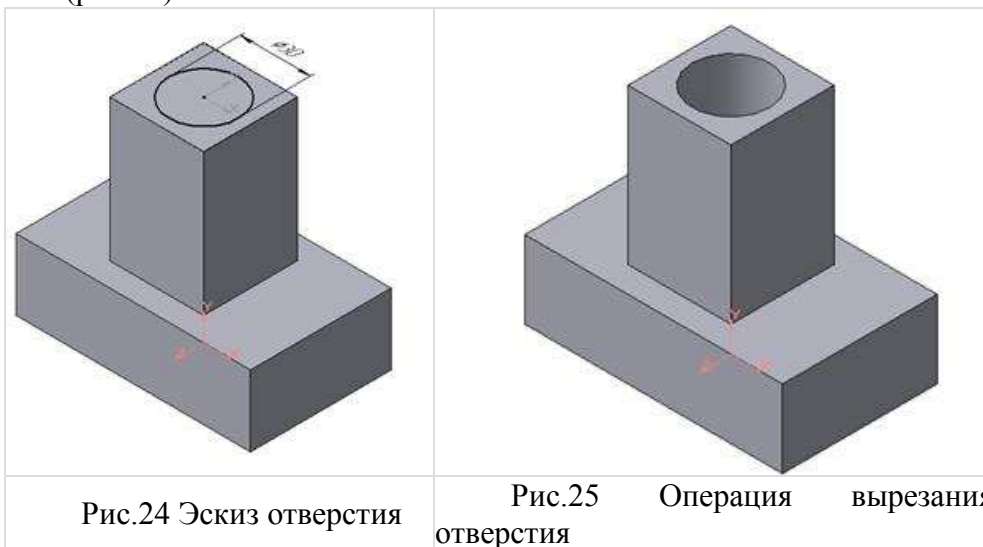 Рис.24 Эскиз отверстия
Рис.25 Операция вырезания
отверстия